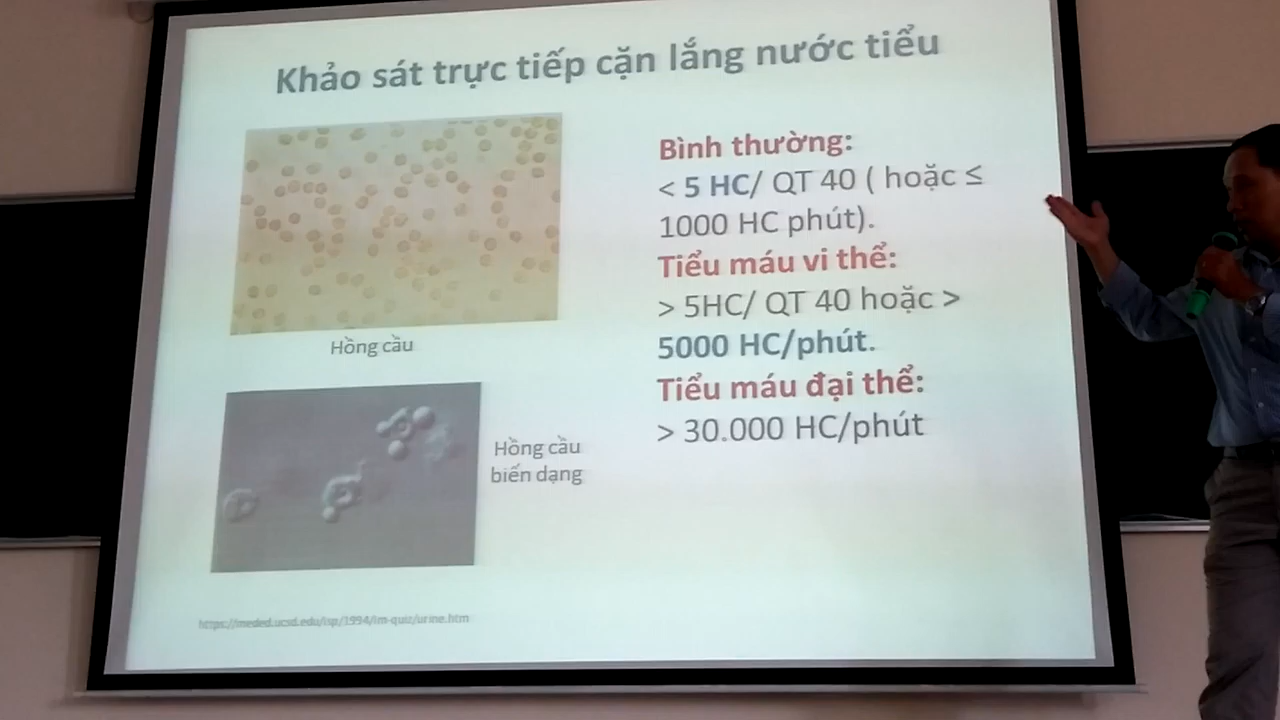 Khảo sát trực tiếp cặn lắng nước tiểu
Hồng cầu
Hồng cầu
biến dạng
Bình thường:
< 5 HC/ QT 40 ( hoặc ≤
1000 HC phút).
Tiểu máu vi thể:
> 5HC/ QT 40 hoặc >
5000 HC/phút.
Tiểu máu đại thể:
> 30.000 HC/phút
https://meded.ucsd.edu/isp/1994/im-quiz/urine.htm